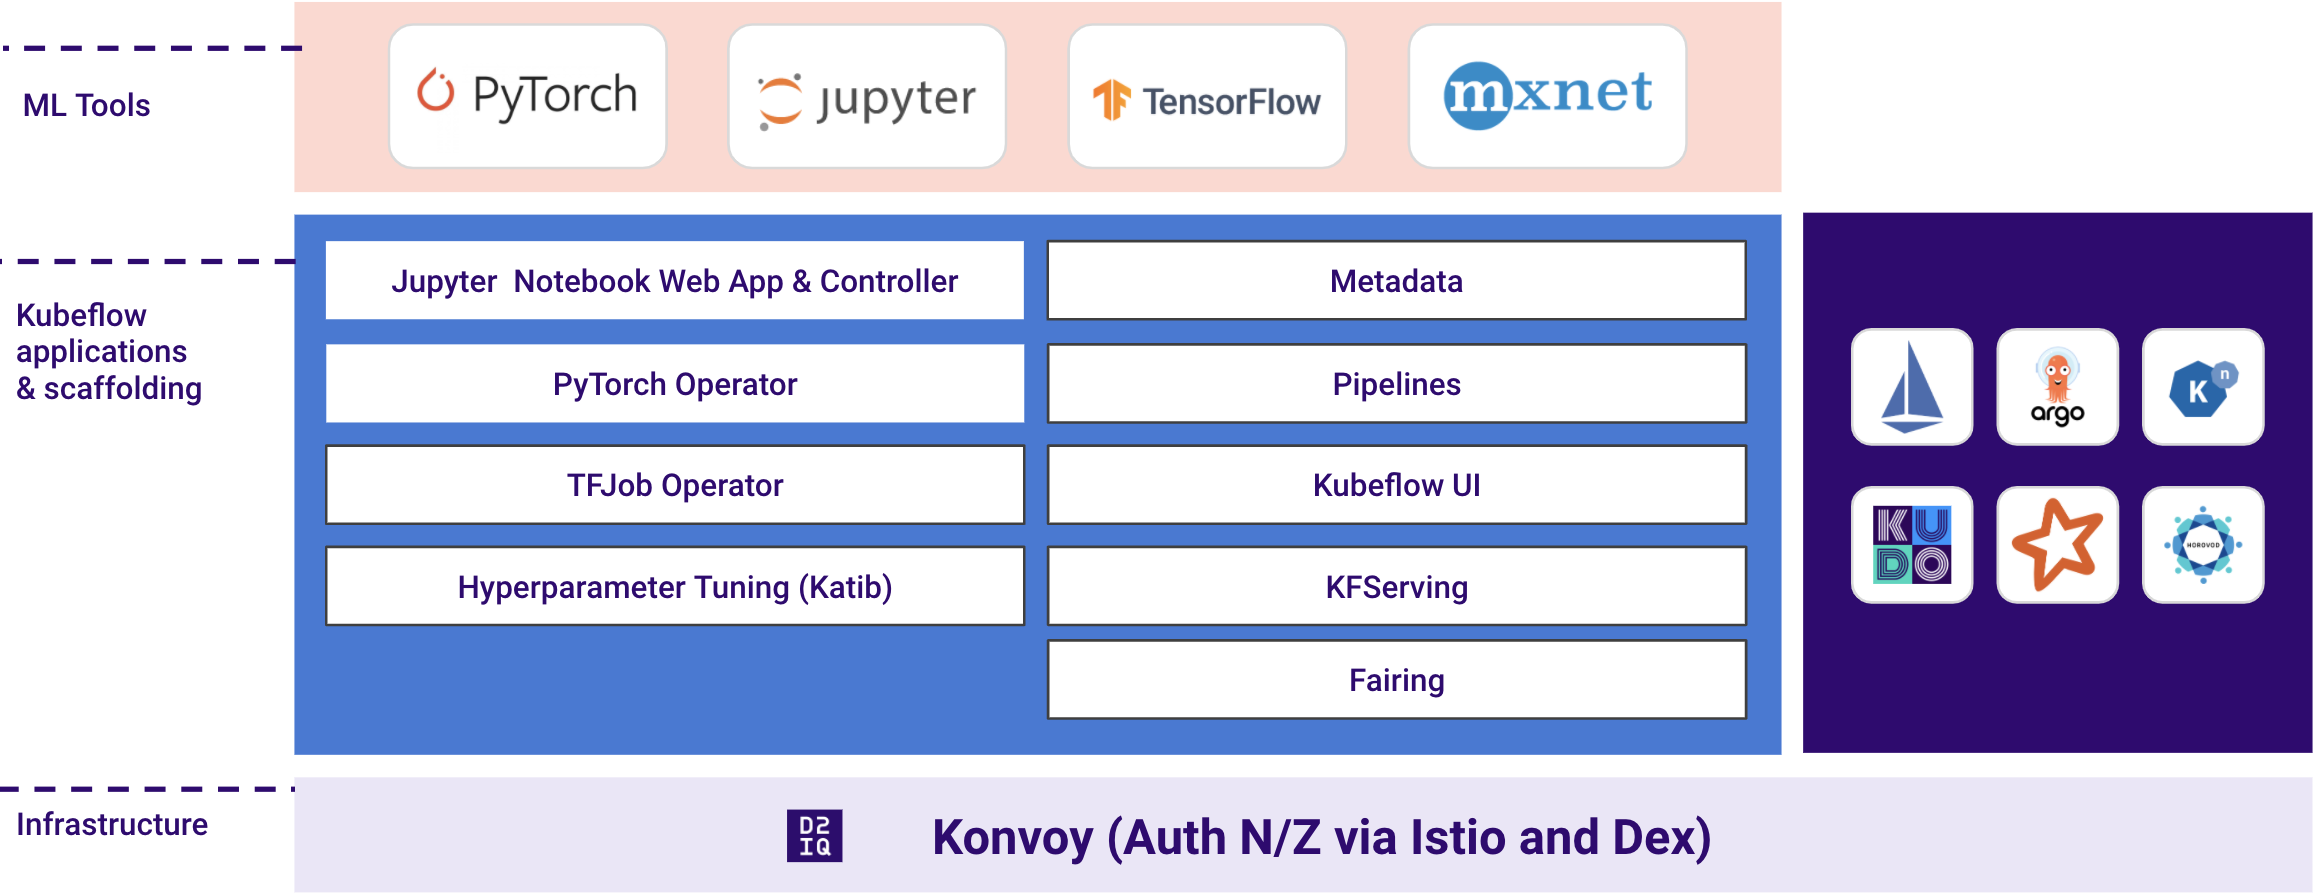 ML Tools
PyTorch
jupyter
TensorFlow
mxnet
Kubeflow
applications
& scaffolding
Jupyter Notebook Web App & Controller
Metadata
PyTorch Operator
Pipelines
TFJob Operator
Kubeflow UI
Hyperparameter Tuning (Katib)
KFServing
Fairing
argo
K
n
KU
DO
HOROVOD
Infrastructure
D2
IQ
Konvoy (Auth N/Z via Istio and Dex)